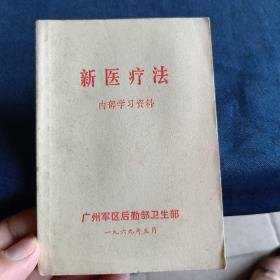 新医疗法
内部学习资料
广州军区后勤部卫生部
一九六九年五月